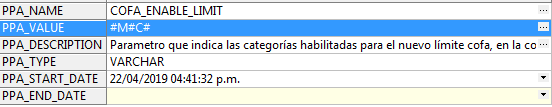 PPA_NAME COFA_ENABLE_LIMIT
PPA_VALUE #M#C#
PPA_DESCRIPTION Parametro que indica las categorías habilitadas para el nuevo límite cofa, en la co
PPA_TYPE VARCHAR
PPA_START_DATE 22/04/2019 04:41:32 p.m.
PPA_END_DATE